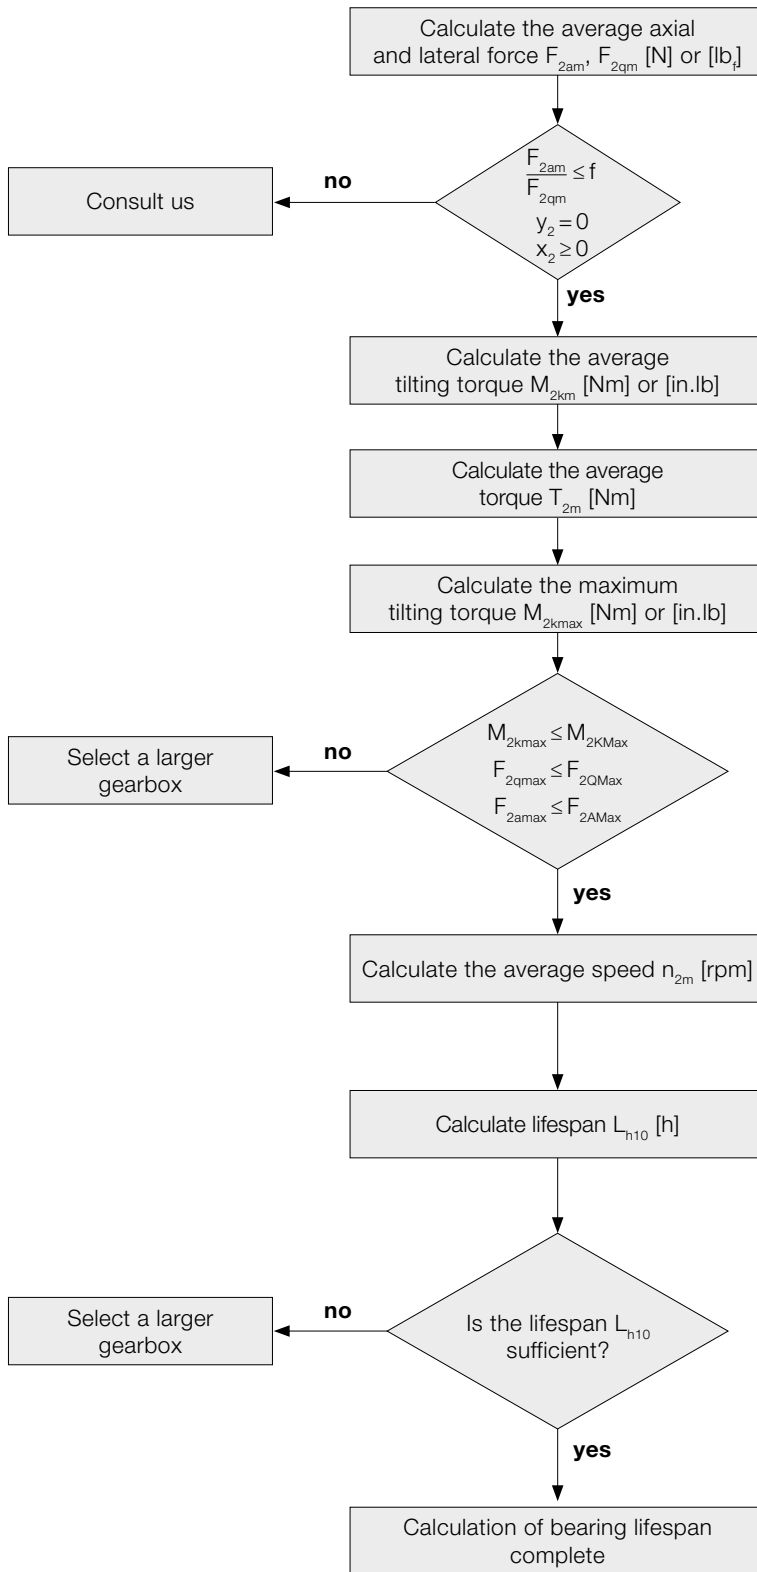 Calculate the average axial
and lateral force F2am, F2qm [N] or [lbf]
F2am
F2qm
≤ f
y2 = 0
x2 ≥ 0
no
Consult us
yes
Calculate the average
tilting torque M2km [Nm] or [in.lb]
Calculate the average
torque T2m [Nm]
Calculate the maximum
tilting torque M2kmax [Nm] or [in.lb]
M2kmax ≤ M2KMax
F2qmax ≤ F2QMax
F2amax ≤ F2AMax
no
Select a larger
gearbox
yes
Calculate the average speed n2m [rpm]
Calculate lifespan Lh10 [h]
Is the lifespan Lh10
sufficient?
no
Select a larger
gearbox
yes
Calculation of bearing lifespan
complete